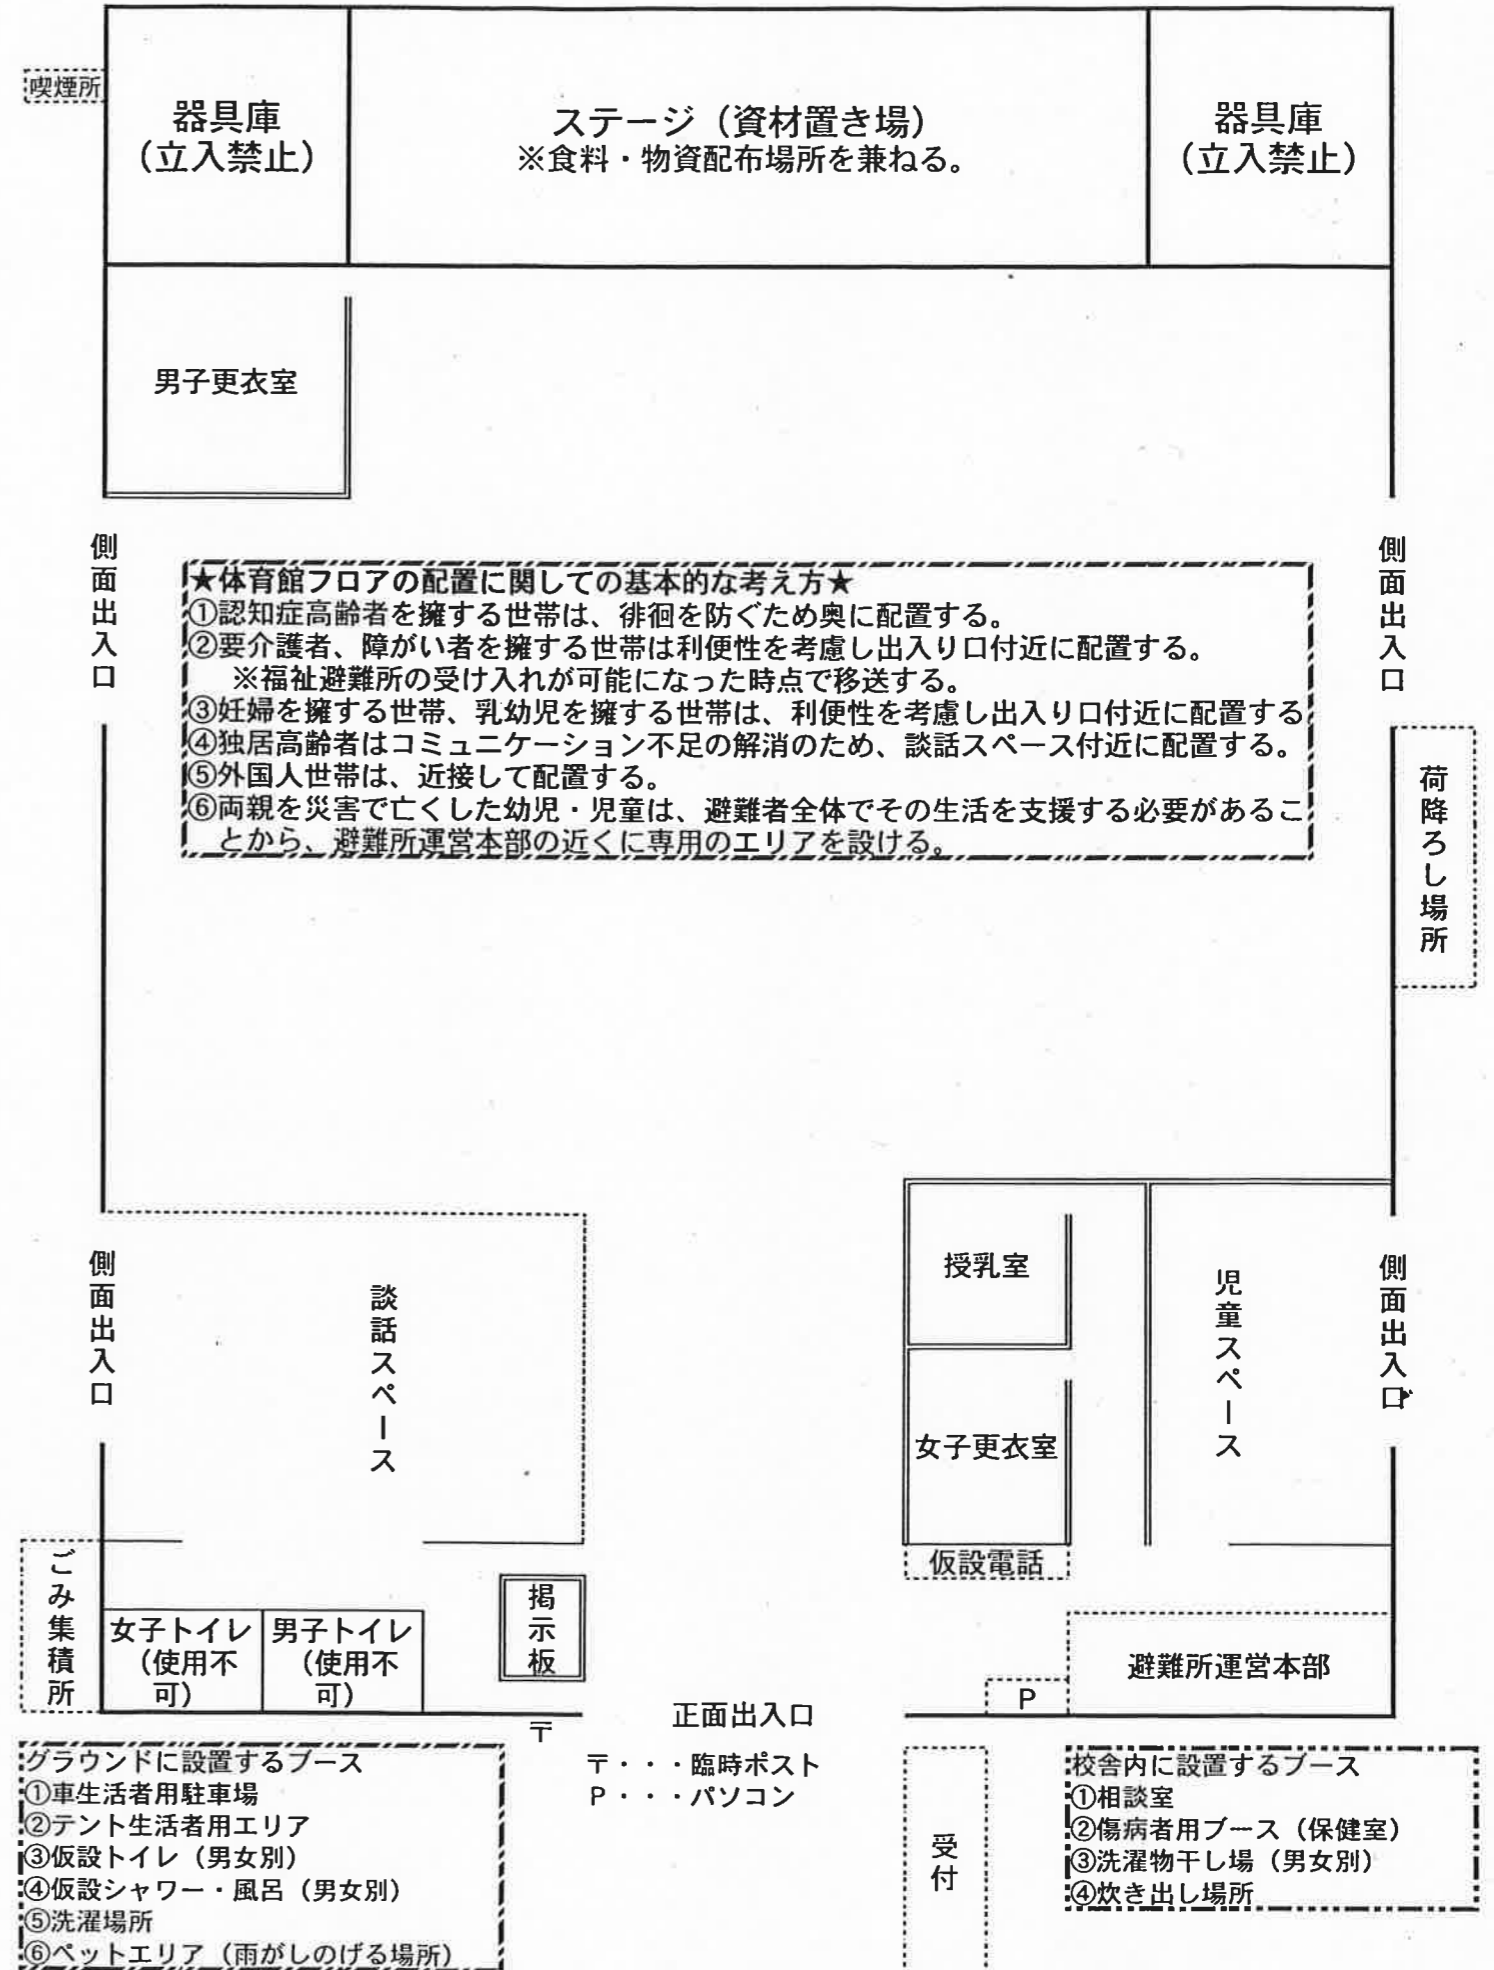 喫煙所
器具庫
（立入禁止）
ステージ（資材置き場）
※食料・物資配布場所を兼ねる。
器具庫
（立入禁止）
男子更衣室
側面出入口
側面出入口
★体育館フロアの配置に関しての基本的な考え方★
①認知症高齢者を擁する世帯は、徘徊を防ぐため奥に配置する。
②要介護者、障がい者を擁する世帯は利便性を考慮し出入り口付近に配置する。
※福祉避難所の受け入れが可能になった時点で移送する。
③妊婦を擁する世帯、乳幼児を擁する世帯は、利便性を考慮し出入り口付近に配置する
④独居高齢者はコミュニケーション不足の解消のため、談話スペース付近に配置する。
⑤外国人世帯は、近接して配置する。
⑥両親を災害で亡くした幼児・児童は、避難者全体でその生活を支援する必要があるこ
とから、避難所運営本部の近くに専用のエリアを設ける。
荷降ろし場所
側面出入口
談話スペース
授乳室
児童スペース
側面出入口
女子更衣室
仮設電話
ごみ集積所
女子トイレ
（使用不
可）
男子トイレ
（使用不
可）
掲示板
避難所運営本部
P
〒
正面出入口
〒・・・臨時ポスト
P・・・パソコン
受付
グラウンドに設置するブース
①車生活者用駐車場
②テント生活者用エリア
③仮設トイレ（男女別）
④仮設シャワー・風呂（男女別）
⑤洗濯場所
⑥ペットエリア（雨がしのげる場所）
校舎内に設置するブース
①相談室
②傷病者用ブース（保健室）
③洗濯物干し場（男女別）
④炊き出し場所